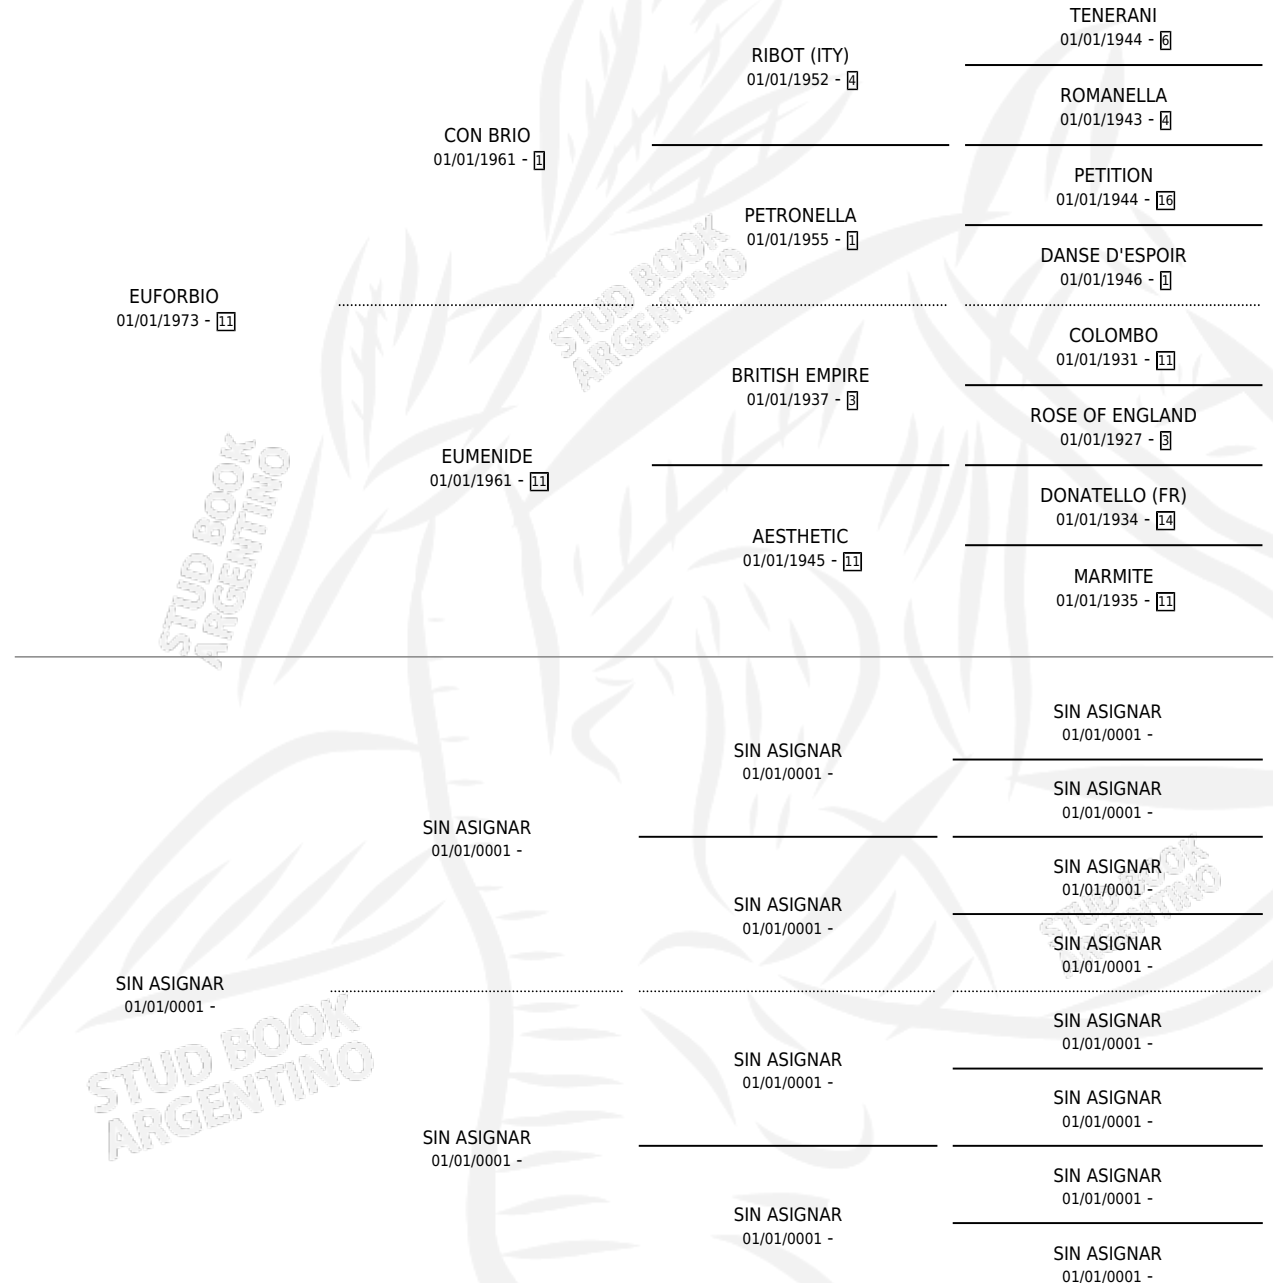 TENERANI
01/01/1944 - 6
RIBOT (ITY)
01/01/1952 - 4
ROMANELLA
01/01/1943 - 4
CON BRIO
01/01/1961 - 1
PETITION
01/01/1944 - 16
PETRONELLA
01/01/1955 - 1
DANSE D'ESPOIR
01/01/1946 - 1
EUFORBIO
01/01/1973 - 11
COLOMBO
01/01/1931 - 11
BRITISH EMPIRE
01/01/1937 - 3
ROSE OF ENGLAND
01/01/1927 - 3
EUMENIDE
01/01/1961 - 11
DONATELLO (FR)
01/01/1934 - 14
AESTHETIC
01/01/1945 - 11
MARMITE
01/01/1935 - 11
STUD BOOK
ARGENTINO
STUD BOOK
ARGENTINO
SIN ASIGNAR
01/01/0001 -
SIN ASIGNAR
01/01/0001 -
SIN ASIGNAR
01/01/0001 -
SIN ASIGNAR
01/01/0001 -
SIN ASIGNAR
01/01/0001 -
SIN ASIGNAR
01/01/0001 -
SIN ASIGNAR
01/01/0001 -
SIN ASIGNAR
01/01/0001 -
SIN ASIGNAR
01/01/0001 -
SIN ASIGNAR
01/01/0001 -
SIN ASIGNAR
01/01/0001 -
SIN ASIGNAR
01/01/0001 -
SIN ASIGNAR
01/01/0001 -
SIN ASIGNAR
01/01/0001 -
SIN ASIGNAR
01/01/0001 -
STUD BOOK
ARGENTINO
STUD BOOK
ARGENTINO